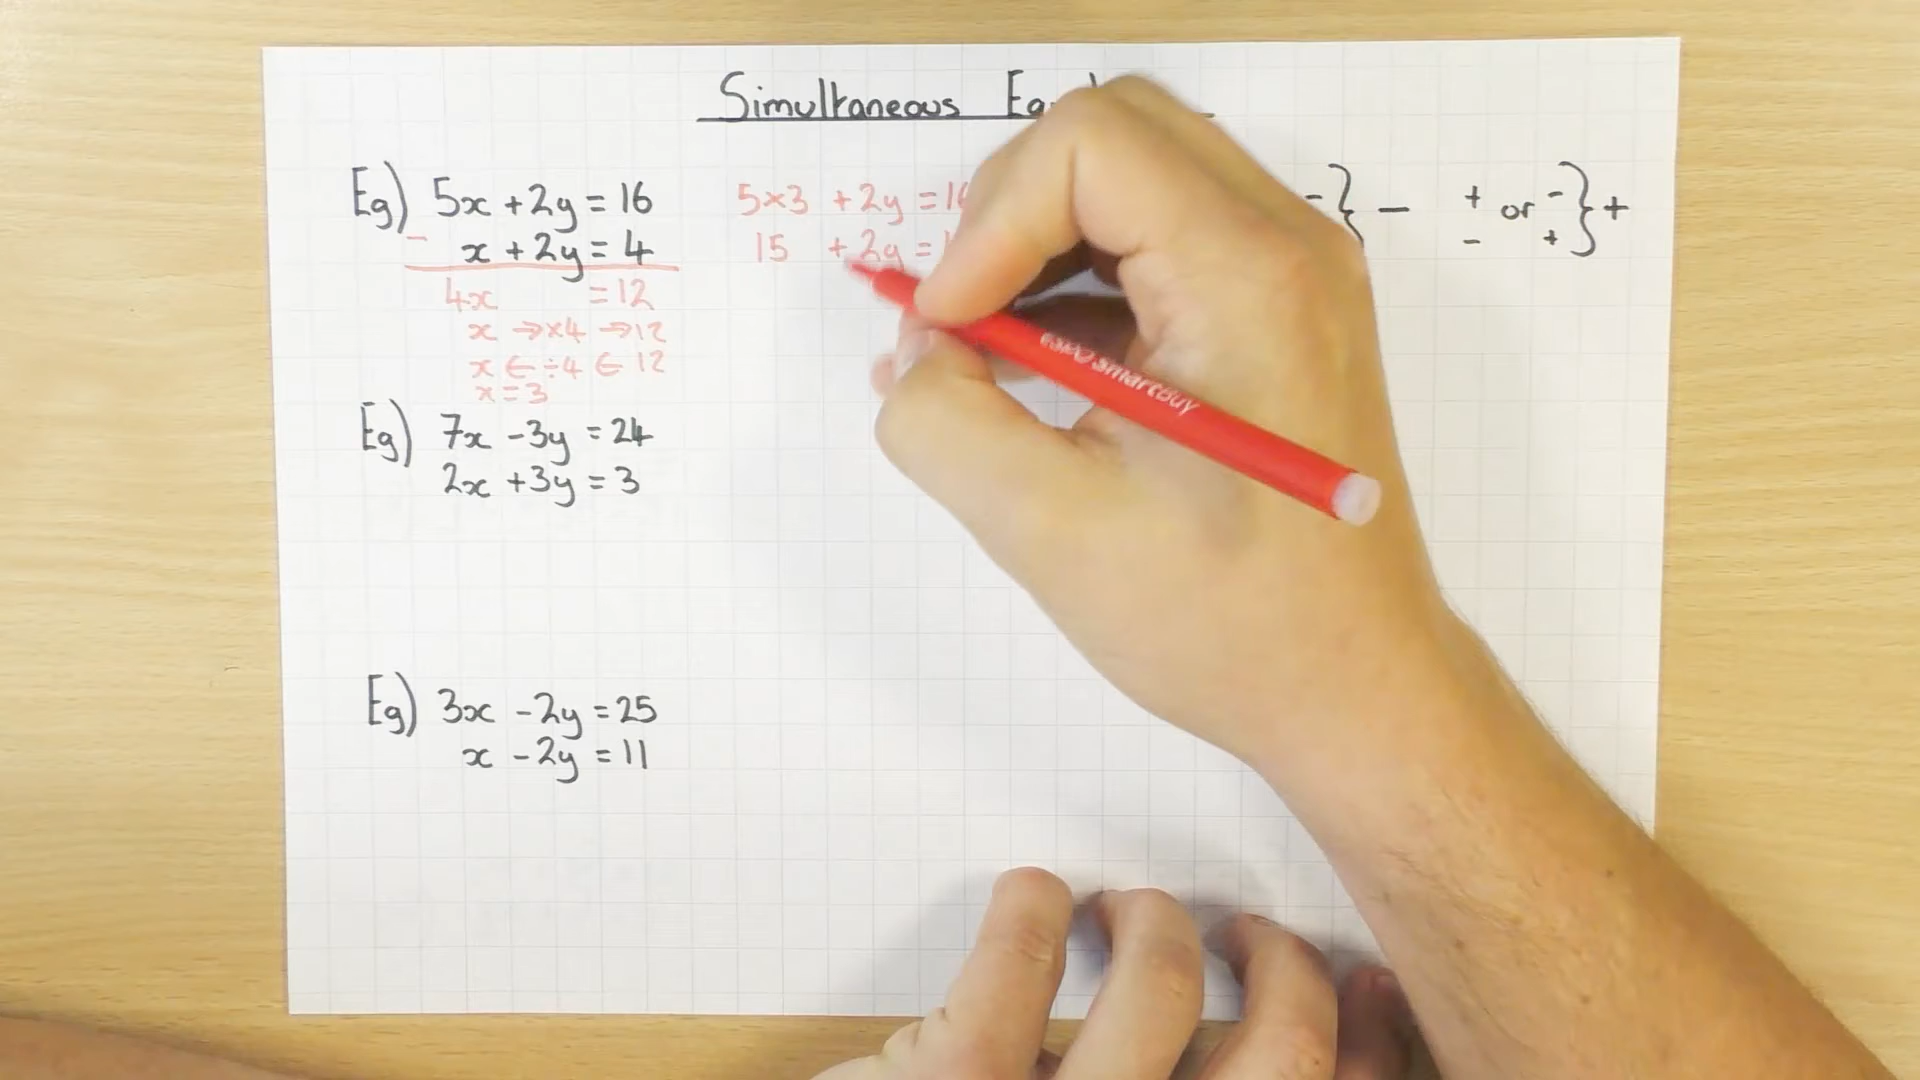 Simultaneous
Eg) 5x + 2y = 16
- x + 2y = 4
4x = 12
x → ×4 → 12
x ← ÷4 ← 12
x = 3
5×3 + 2y = 16
15 + 2y =
-} - + or -} +
- +
Eg) 7x - 3y = 24
2x + 3y = 3
Eg) 3x - 2y = 25
x - 2y = 11
ESPO smartbuy